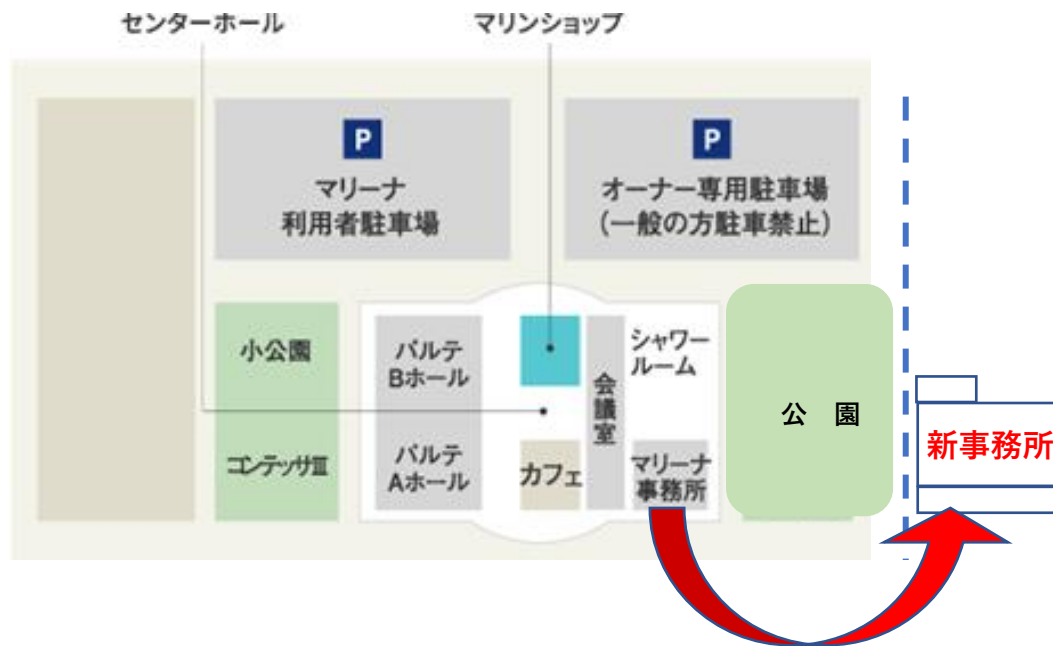 センターホール
マリンショップ
P
マリーナ
利用者駐車場
P
オーナー専用駐車場
(一般の方駐車禁止)
小公園
コンテッサⅢ
パルテ
Bホール
パルテ
Aホール
カフェ
会議室
シャワー
ルーム
マリーナ
事務所
公　園
新事務所